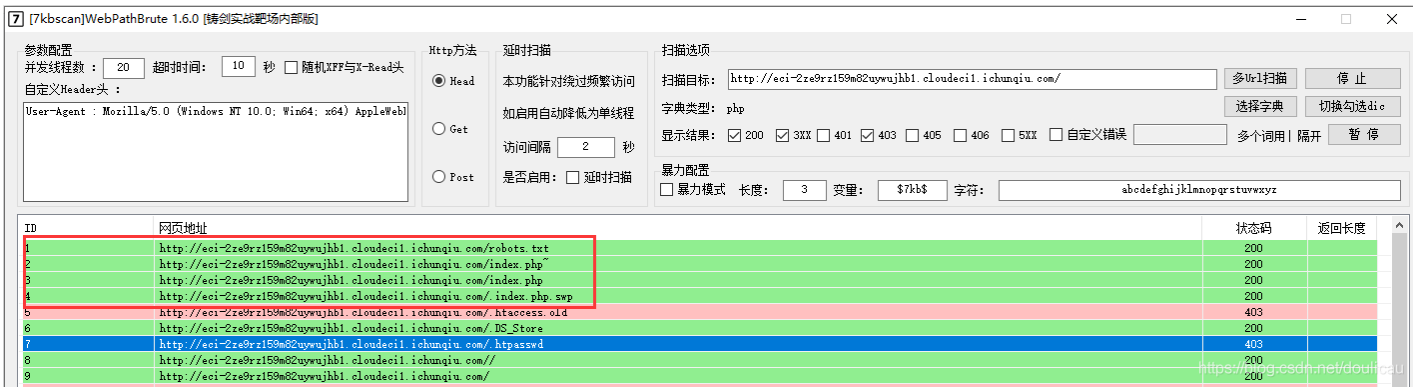 7 [7kbscan]WebPathBrute 1.6.0 [铸剑实战靶场内部版]
参数配置
并发线程数 : 20 超时时间: 10 秒 随机XFF与X-Read头
自定义Header头 :
User-Agent : Mozilla/5.0 (Windows NT 10.0; Win64; x64) AppleWebl
Http方法
Head
Get
Post
延时扫描
本功能针对绕过频繁访问
如启用自动降低为单线程
访问间隔 2 秒
是否启用: 延时扫描
扫描选项
扫描目标: http://eci-2ze9rz159m82uywujhb1.cloudeci1.ichunqiu.com/ 多Url扫描 停 止
字典类型: php 选择字典 切换勾选dic
显示结果: 200 3XX 401 403 405 406 5XX 自定义错误 多个词用| 隔开 暂 停
暴力配置
暴力模式 长度: 3 变量: $7kb$ 字符: abcdefghijklmnopqrstuvwxyz
ID 网页地址 状态码 返回长度
1 http://eci-2ze9rz159m82uywujhb1.cloudeci1.ichunqiu.com/robots.txt 200
2 http://eci-2ze9rz159m82uywujhb1.cloudeci1.ichunqiu.com/index.php~ 200
3 http://eci-2ze9rz159m82uywujhb1.cloudeci1.ichunqiu.com/index.php 200
4 http://eci-2ze9rz159m82uywujhb1.cloudeci1.ichunqiu.com/.index.php.swp 200
5 http://eci-2ze9rz159m82uywujhb1.cloudeci1.ichunqiu.com/.htaccess.old 403
6 http://eci-2ze9rz159m82uywujhb1.cloudeci1.ichunqiu.com/.DS_Store 200
7 http://eci-2ze9rz159m82uywujhb1.cloudeci1.ichunqiu.com/.htpasswd 403
8 http://eci-2ze9rz159m82uywujhb1.cloudeci1.ichunqiu.com// 200
9 http://eci-2ze9rz159m82uywujhb1.cloudeci1.ichunqiu.com/ 200
https://blog.csdn.net/doulicau